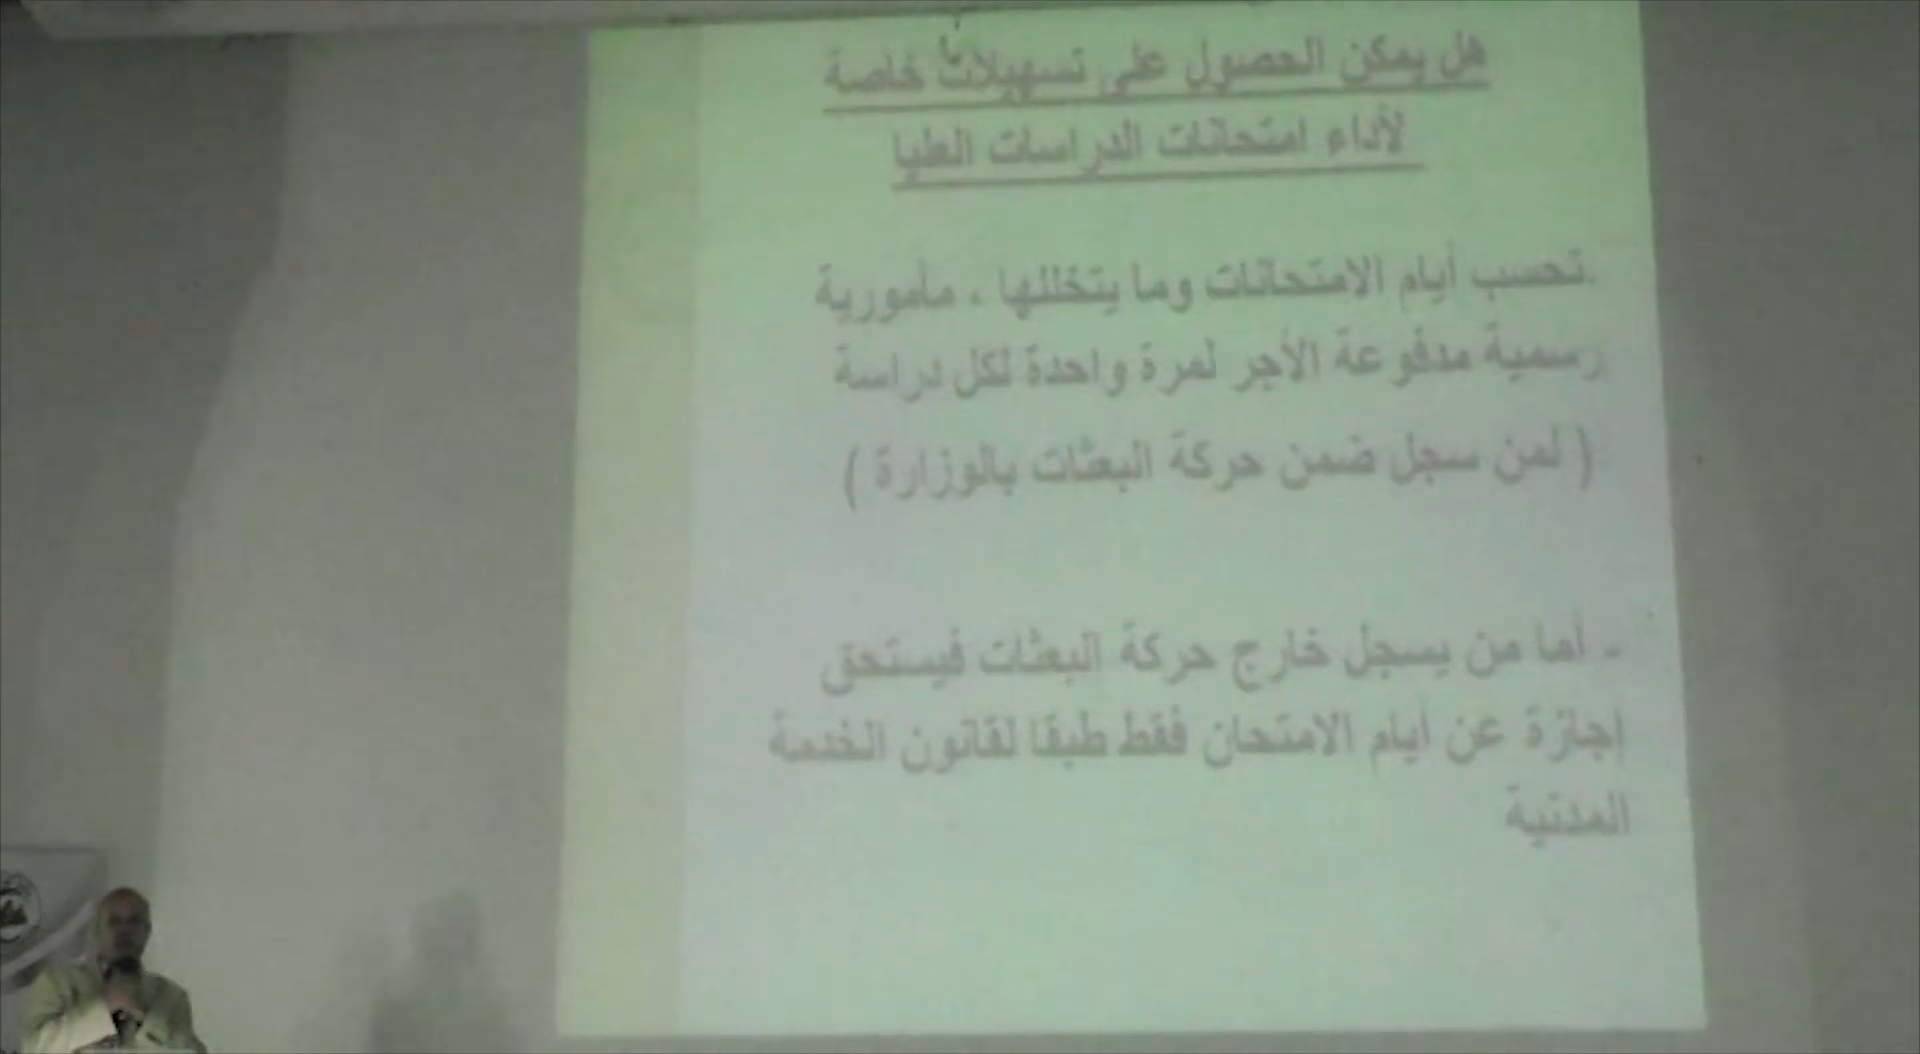 هل يمكن الحصول على تسهيلات خاصة
لأداء امتحانات الدراسات العليا
.تحسب أيام الامتحانات وما يتخللها ، مأمورية
رسمية مدفوعة الأجر لمرة واحدة لكل دراسة
( لمن سجل ضمن حركة البعثات بالوزارة )
- أما من يسجل خارج حركة البعثات فيستحق
إجازة عن أيام الامتحان فقط طبقا لقانون الخدمة
المدنية